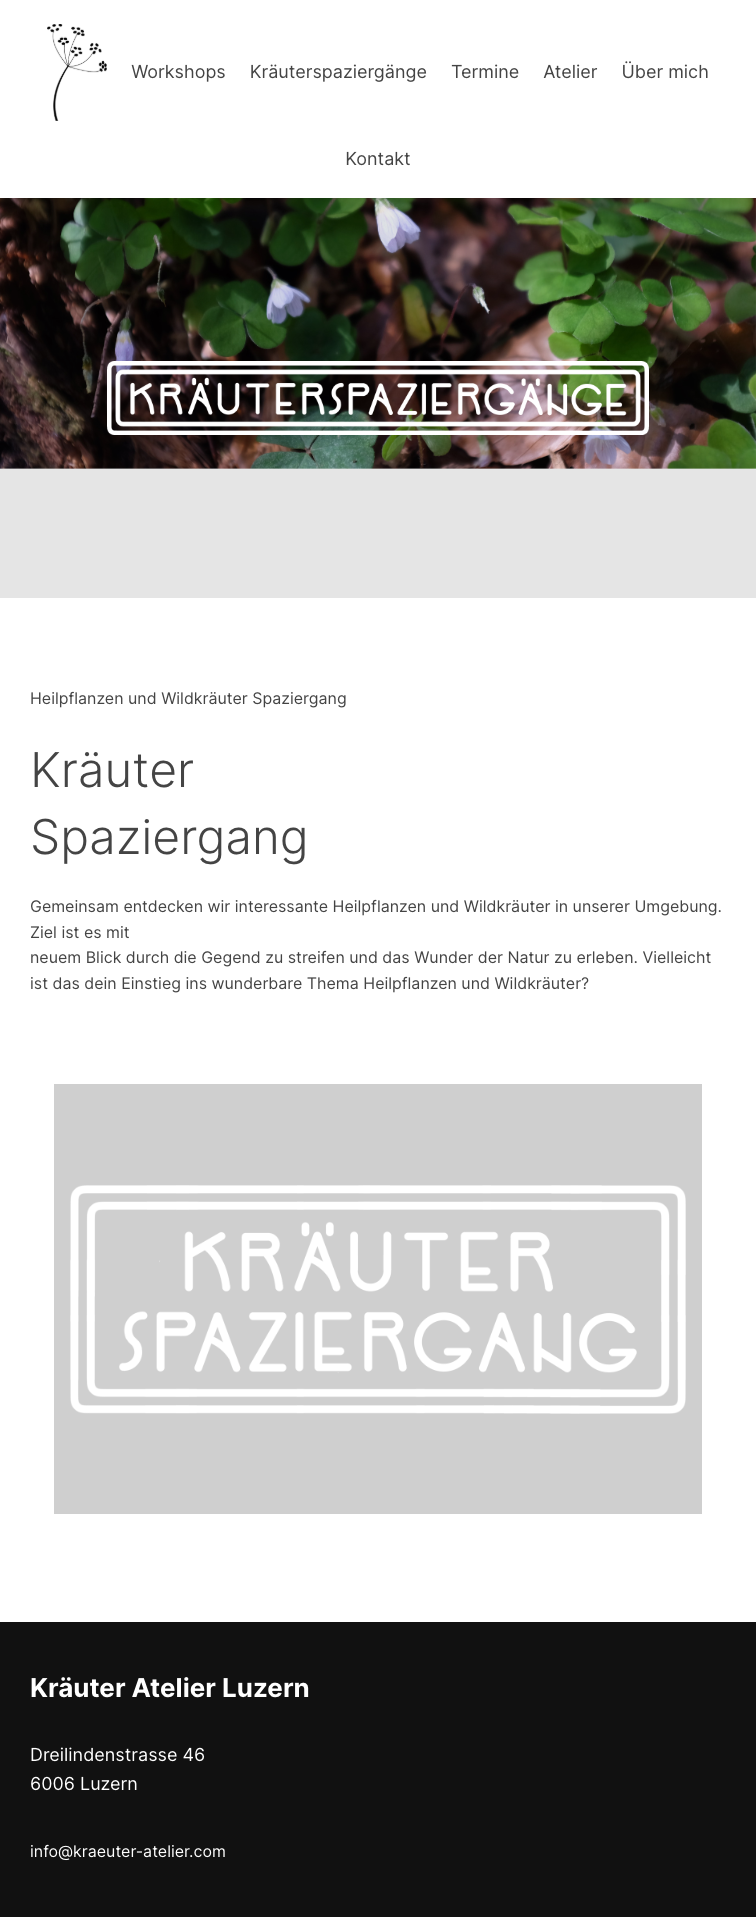 Workshops Kräuterspaziergänge Termine Atelier Über mich
Kontakt
KRÄUTERSPAZIERGÄNGE
Heilpflanzen und Wildkräuter Spaziergang
Kräuter
Spaziergang
Gemeinsam entdecken wir interessante Heilpflanzen und Wildkräuter in unserer Umgebung.
Ziel ist es mit
neuem Blick durch die Gegend zu streifen und das Wunder der Natur zu erleben. Vielleicht
ist das dein Einstieg ins wunderbare Thema Heilpflanzen und Wildkräuter?
KRÄUTER
SPAZIERGANG
Kräuter Atelier Luzern
Dreilindenstrasse 46
6006 Luzern
info@kraeuter-atelier.com